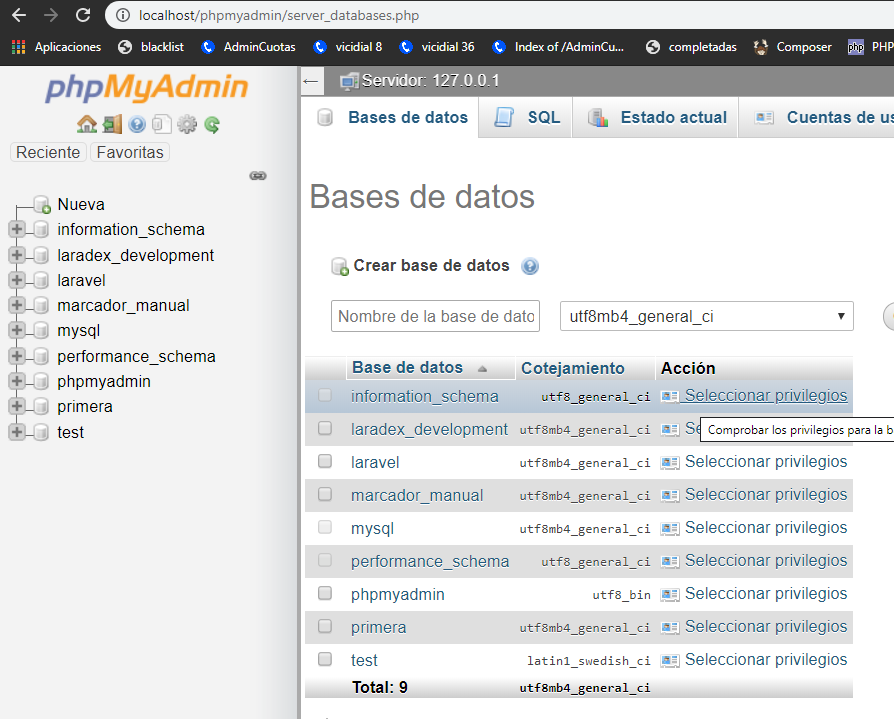 localhost/phpmyadmin/server_databases.php
Aplicaciones blacklist AdminCuotas vicidial 8 vicidial 36 Index of /AdminCu... completadas Composer php PHP
phpMyAdmin
Reciente Favoritas
Nueva
information_schema
laradex_development
laravel
marcador_manual
mysql
performance_schema
phpmyadmin
primera
test
Servidor: 127.0.0.1
Bases de datos SQL Estado actual Cuentas de us
Bases de datos
Crear base de datos
Nombre de la base de dato utf8mb4_general_ci
Base de datos Cotejamiento Acción
information_schema utf8_general_ci Seleccionar privilegios
laradex_development utf8mb4_general_ci Se
Comprobar los privilegios para la b
laravel utf8mb4_general_ci Seleccionar privilegios
marcador_manual utf8mb4_general_ci Seleccionar privilegios
mysql utf8mb4_general_ci Seleccionar privilegios
performance_schema utf8_general_ci Seleccionar privilegios
phpmyadmin utf8_bin Seleccionar privilegios
primera utf8mb4_general_ci Seleccionar privilegios
test latin1_swedish_ci Seleccionar privilegios
Total: 9 utf8mb4_general_ci